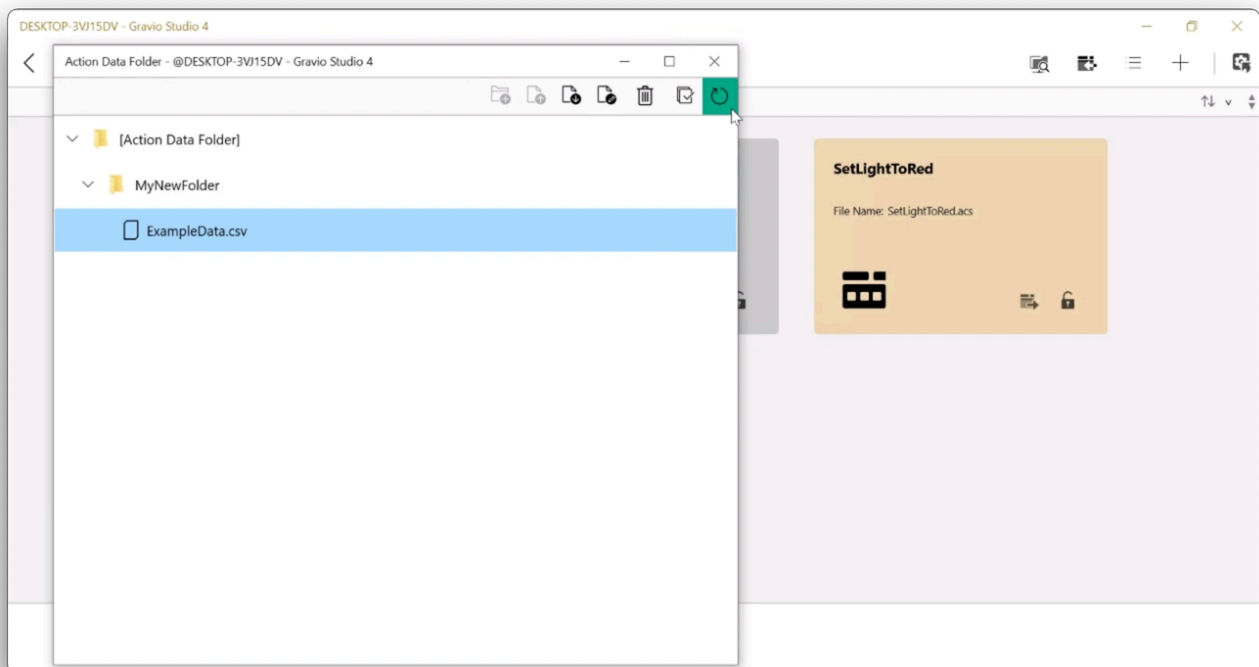 DESKTOP-3VJ15DV - Gravio Studio 4
Action Data Folder - @DESKTOP-3VJ15DV - Gravio Studio 4
[Action Data Folder]
MyNewFolder
ExampleData.csv
SetLightToRed
File Name: SetLightToRed.acs